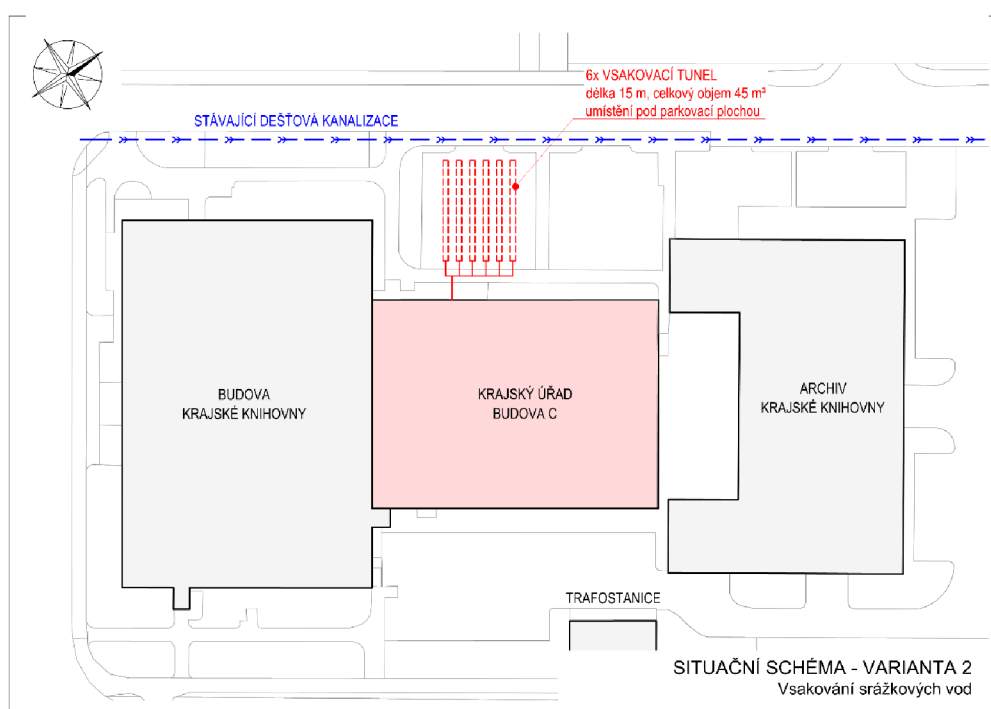 6x VSAKOVACÍ TUNEL
délka 15 m, celkový objem 45 m³
umístění pod parkovací plochou
STÁVAJÍCÍ DEŠŤOVÁ KANALIZACE
BUDOVA
KRAJSKÉ KNIHOVNY
KRAJSKÝ ÚŘAD
BUDOVA C
ARCHIV
KRAJSKÉ KNIHOVNY
TRAFOSTANICE
SITUAČNÍ SCHÉMA - VARIANTA 2
Vsakování srážkových vod